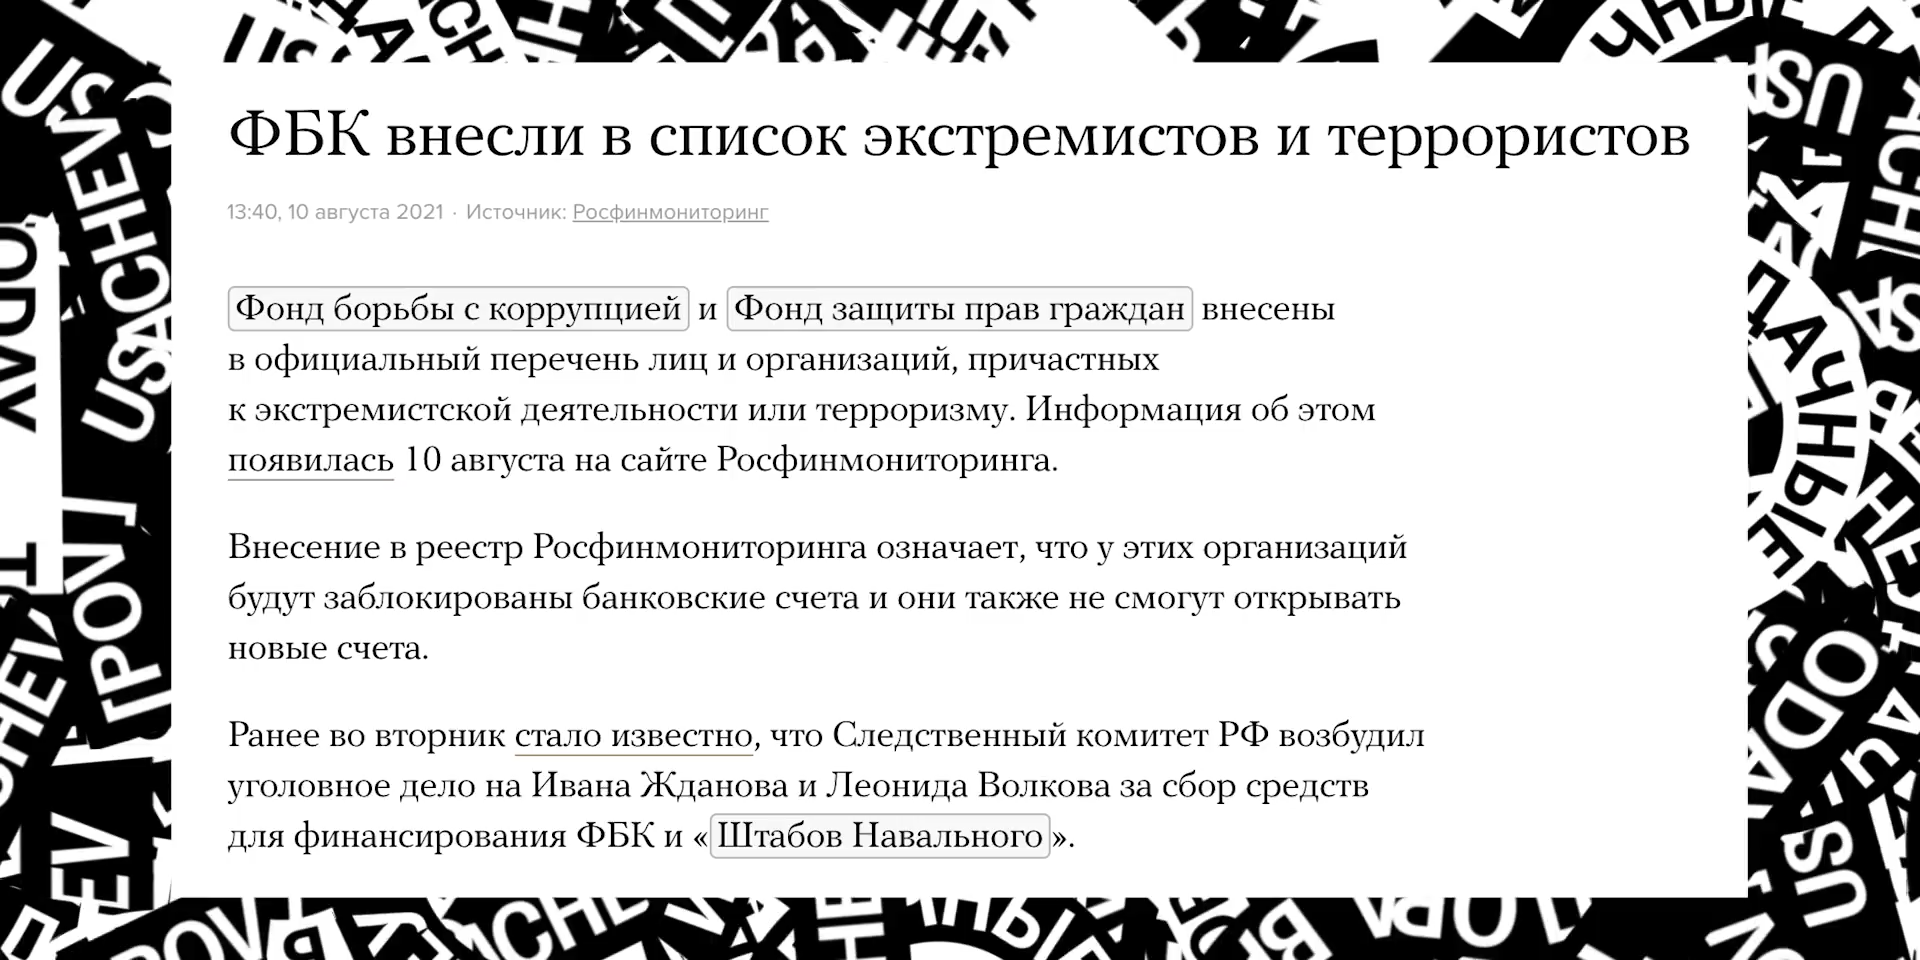 ФБК внесли в список экстремистов и террористов
13:40, 10 августа 2021 · Источник: Росфинмониторинг
Фонд борьбы с коррупцией и Фонд защиты прав граждан внесены
в официальный перечень лиц и организаций, причастных
к экстремистской деятельности или терроризму. Информация об этом
появилась 10 августа на сайте Росфинмониторинга.
Внесение в реестр Росфинмониторинга означает, что у этих организаций
будут заблокированы банковские счета и они также не смогут открывать
новые счета.
Ранее во вторник стало известно, что Следственный комитет РФ возбудил
уголовное дело на Ивана Жданова и Леонида Волкова за сбор средств
для финансирования ФБК и «Штабов Навального».
USACHEV